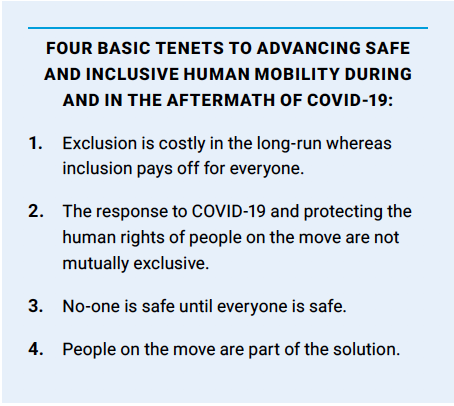 FOUR BASIC TENETS TO ADVANCING SAFE
AND INCLUSIVE HUMAN MOBILITY DURING
AND IN THE AFTERMATH OF COVID-19:
1. Exclusion is costly in the long-run whereas
inclusion pays off for everyone.
2. The response to COVID-19 and protecting the
human rights of people on the move are not
mutually exclusive.
3. No-one is safe until everyone is safe.
4. People on the move are part of the solution.